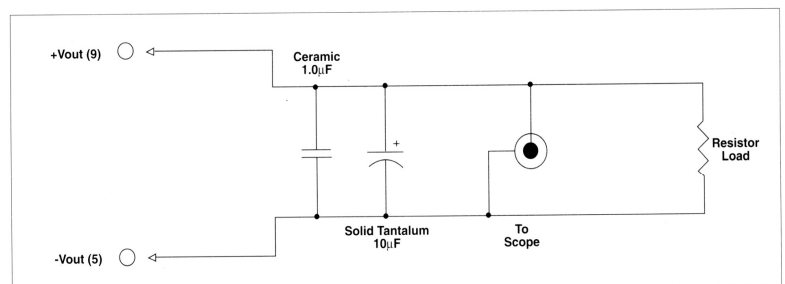 +Vout (9)
Ceramic
1.0µF
+
Resistor
Load
Solid Tantalum
10µF
To
Scope
-Vout (5)